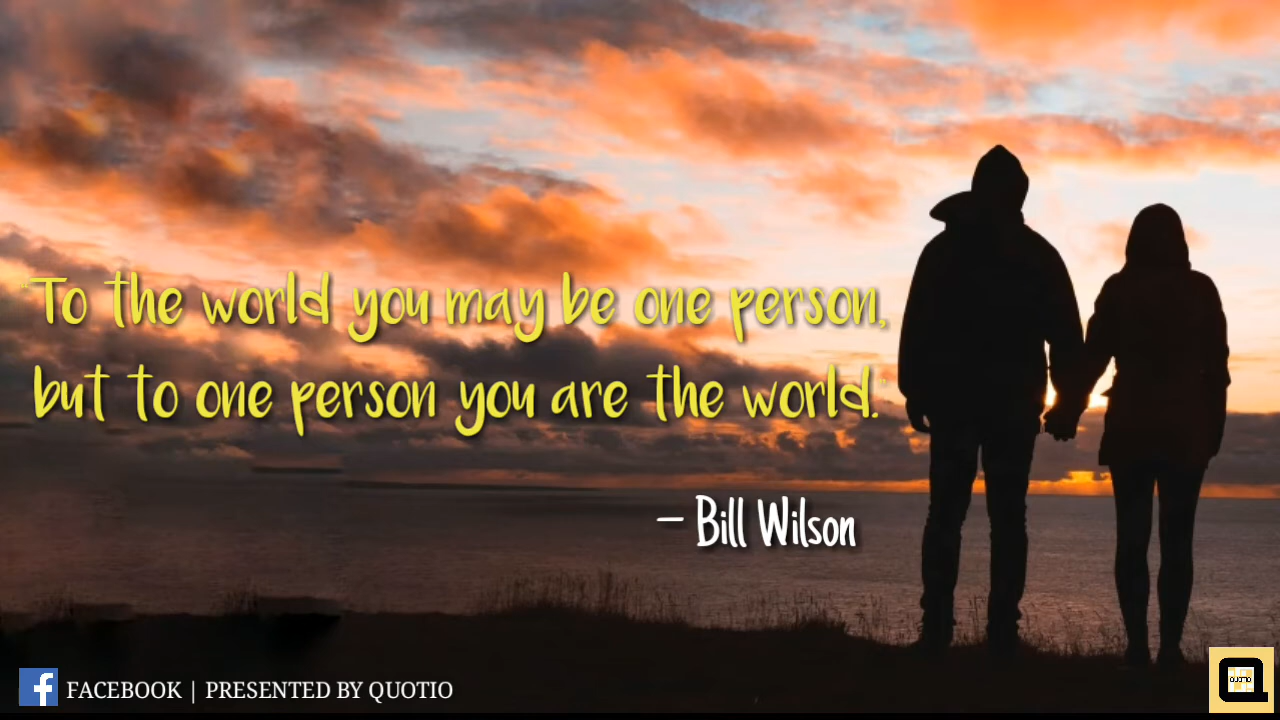 "To the world you may be one person,
but to one person you are the world."
– Bill Wilson
FACEBOOK | PRESENTED BY QUOTIO
QUOTIO